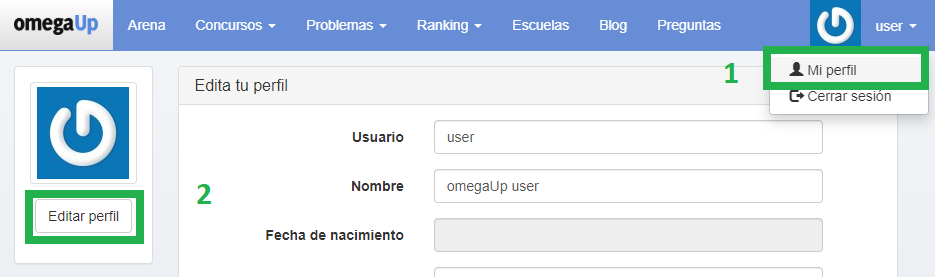 omegaUp Arena Concursos Problemas Ranking Escuelas Blog Preguntas user
1
Mi perfil
Cerrar sesión
Edita tu perfil
Usuario user
2
Nombre omegaUp user
Editar perfil
Fecha de nacimiento